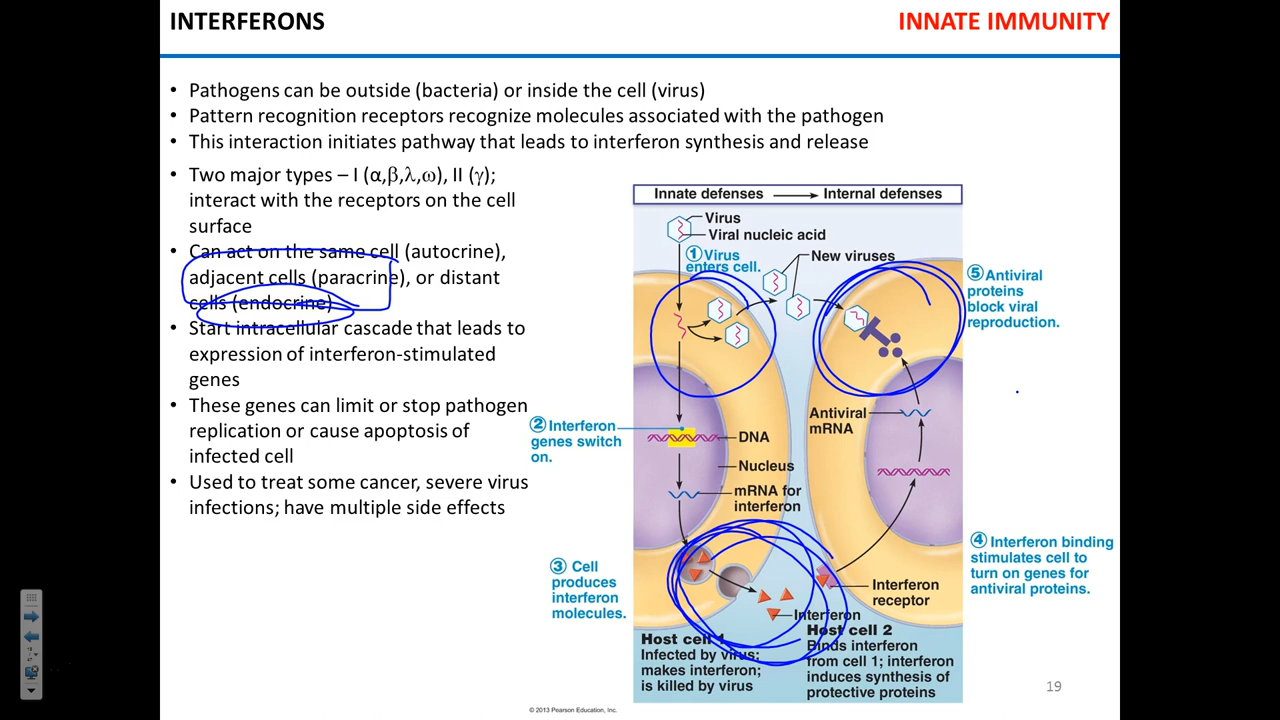 INTERFERONS
INNATE IMMUNITY
• Pathogens can be outside (bacteria) or inside the cell (virus)
• Pattern recognition receptors recognize molecules associated with the pathogen
• This interaction initiates pathway that leads to interferon synthesis and release
• Two major types – I (α,β,λ,ω), II (γ);
interact with the receptors on the cell
surface
• Can act on the same cell (autocrine),
adjacent cells (paracrine), or distant
cells (endocrine)
• Start intracellular cascade that leads to
expression of interferon-stimulated
genes
• These genes can limit or stop pathogen
replication or cause apoptosis of
infected cell
• Used to treat some cancer, severe virus
infections; have multiple side effects
Innate defenses → Internal defenses
Virus
Viral nucleic acid
① Virus
enters cell.
New viruses
⑤ Antiviral
proteins
block viral
reproduction.
Antiviral
mRNA
② Interferon
genes switch
on.
DNA
Nucleus
mRNA for
interferon
③ Cell
produces
interferon
molecules.
④ Interferon binding
stimulates cell to
turn on genes for
antiviral proteins.
Interferon
receptor
Interferon
Host cell 1
Infected by virus;
makes interferon;
is killed by virus
Host cell 2
Binds interferon
from cell 1; interferon
induces synthesis of
protective proteins
19
© 2013 Pearson Education, Inc.